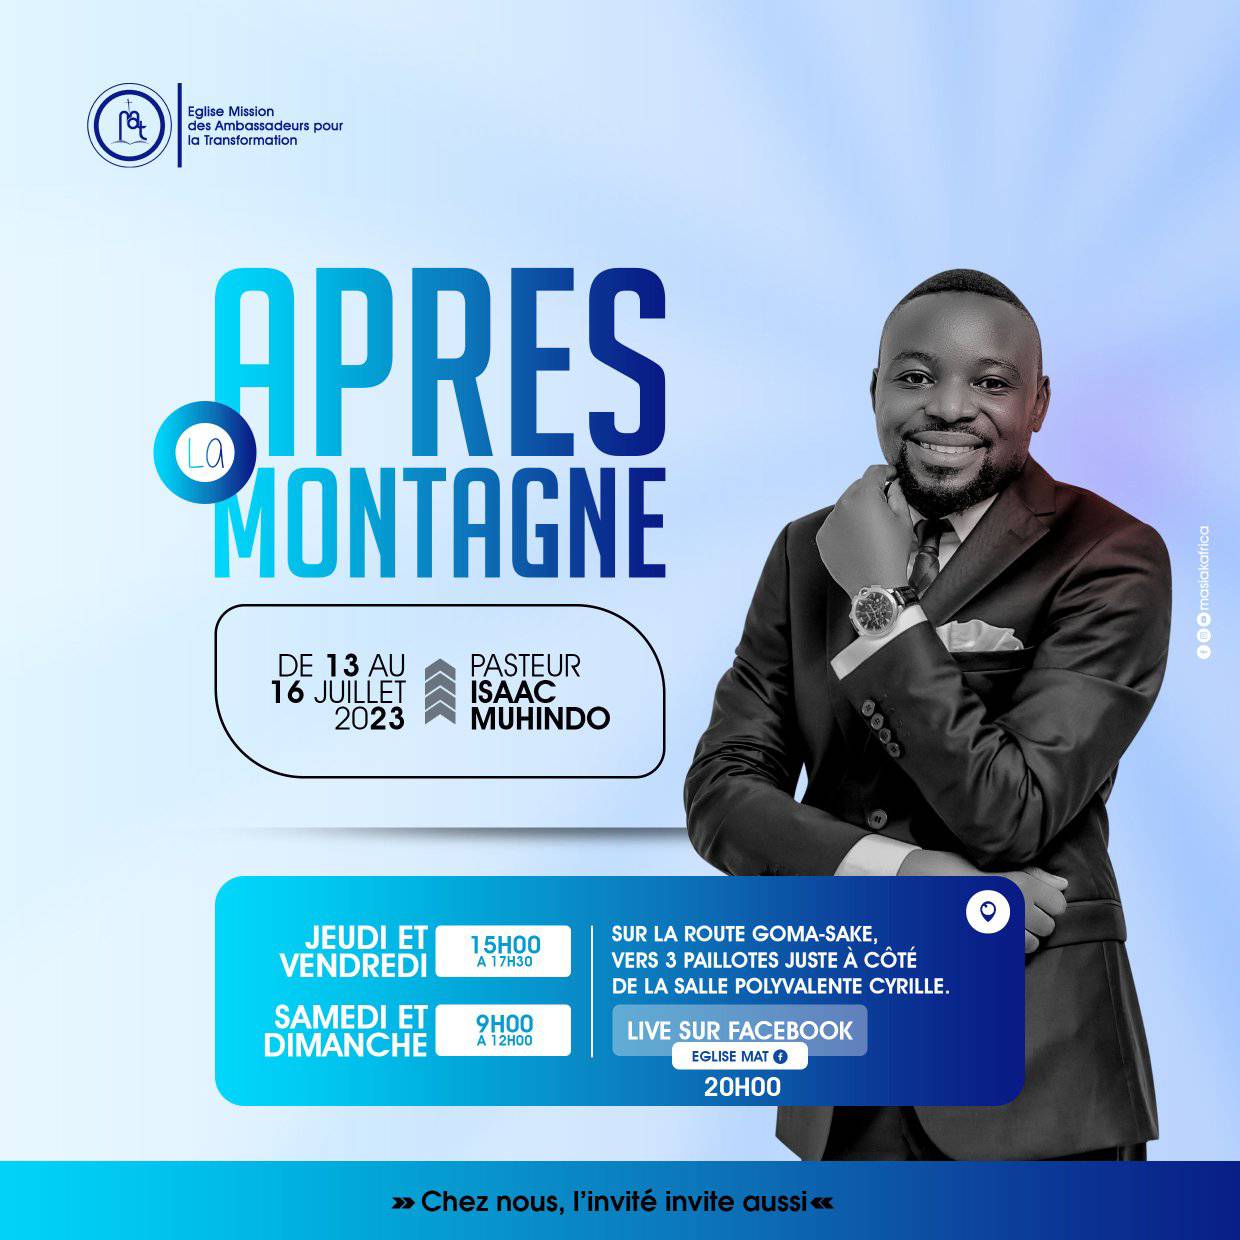 mat
Eglise Mission
des Ambassadeurs pour
la Transformation
APRES
La
MONTAGNE
DE 13 AU
16 JUILLET
2023
PASTEUR
ISAAC
MUHINDO
masiakafrica
JEUDI ET
VENDREDI
15H00
A 17H30
SAMEDI ET
DIMANCHE
9H00
A 12H00
SUR LA ROUTE GOMA-SAKE,
VERS 3 PAILLOTES JUSTE À CÔTÉ
DE LA SALLE POLYVALENTE CYRILLE.
LIVE SUR FACEBOOK
EGLISE MAT
20H00
Chez nous, l'invité invite aussi